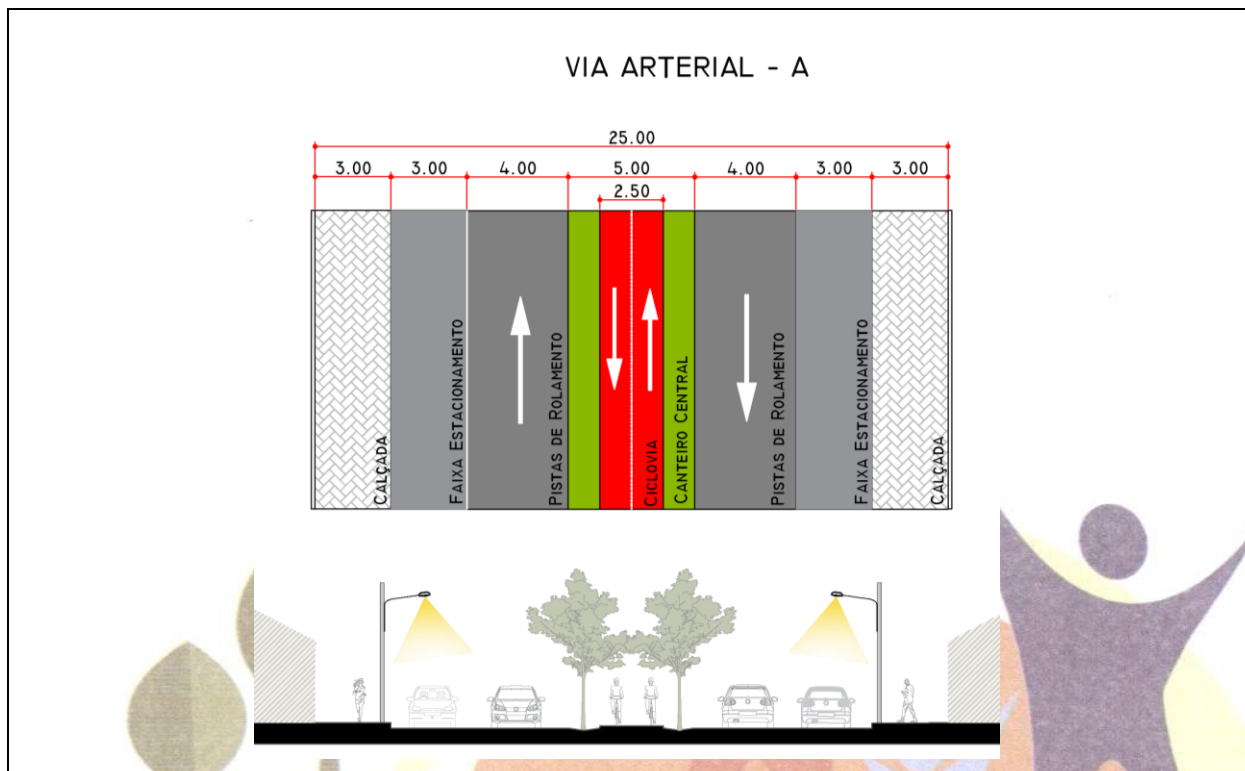 VIA ARTERIAL - A
25.00
3.00 3.00 4.00 5.00 4.00 3.00 3.00
2.50
CALÇADA
FAIXA ESTACIONAMENTO
PISTAS DE ROLAMENTO
CICLOVIA
CANTEIRO CENTRAL
PISTAS DE ROLAMENTO
FAIXA ESTACIONAMENTO
CALÇADA